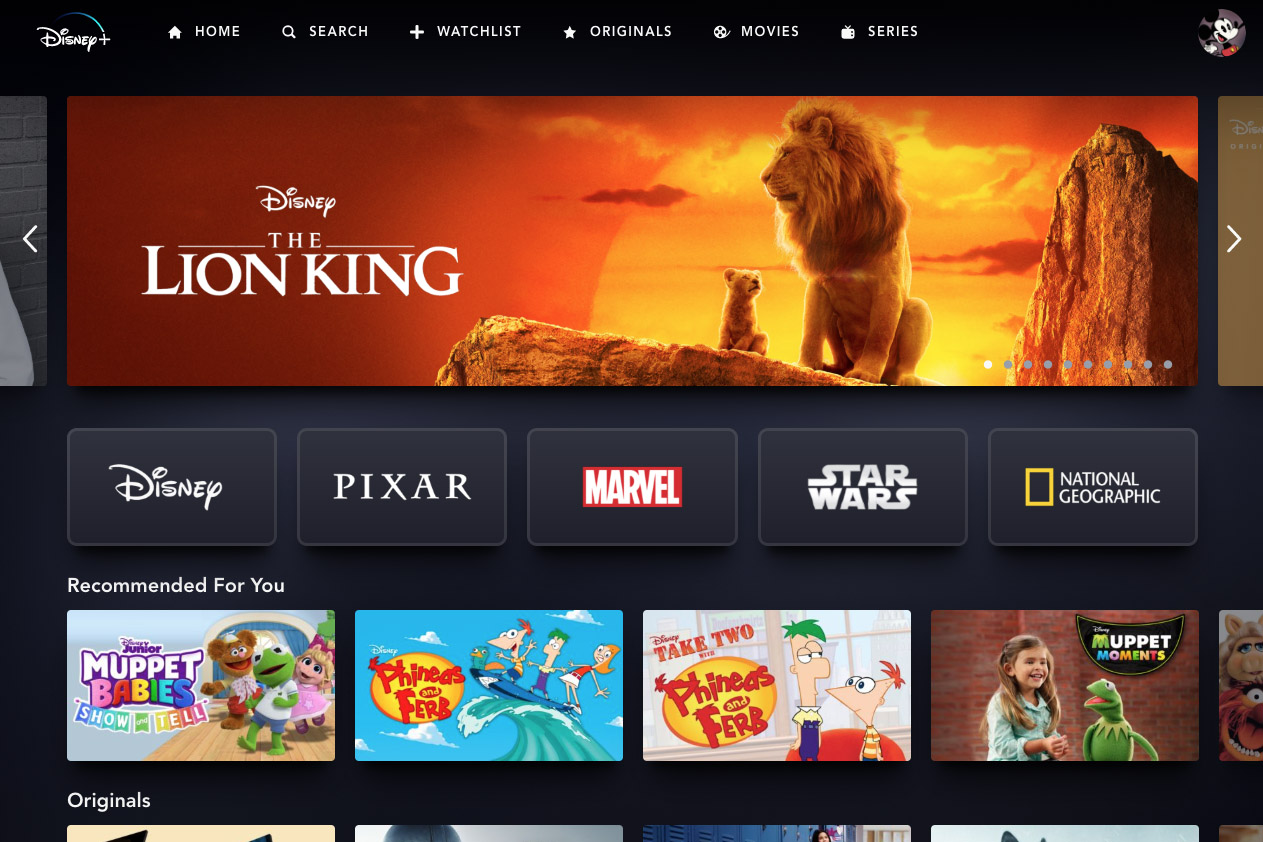 Disney+
HOME
SEARCH
WATCHLIST
ORIGINALS
MOVIES
SERIES
Disney
THE
LION KING
Disney
PIXAR
MARVEL
STAR
WARS
NATIONAL
GEOGRAPHIC
Recommended For You
Disney
Junior
MUPPET
BABIES
SHOW and TELL
Disney
Phineas
and
FERB
Disney
TAKE TWO
WITH
Phineas
and
FERB
Disney
MUPPET
MOMENTS
Originals